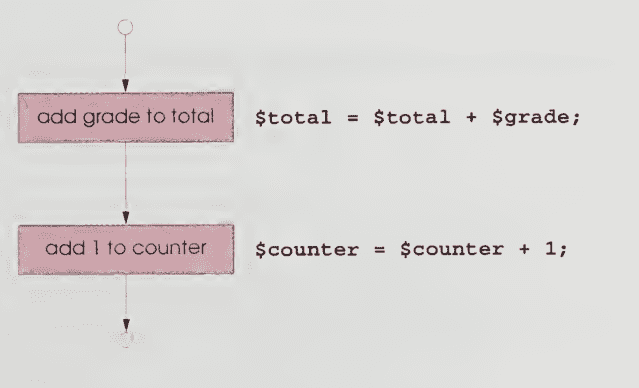 add grade to total
$total = $total + $grade;
add 1 to counter
$counter = $counter + 1;